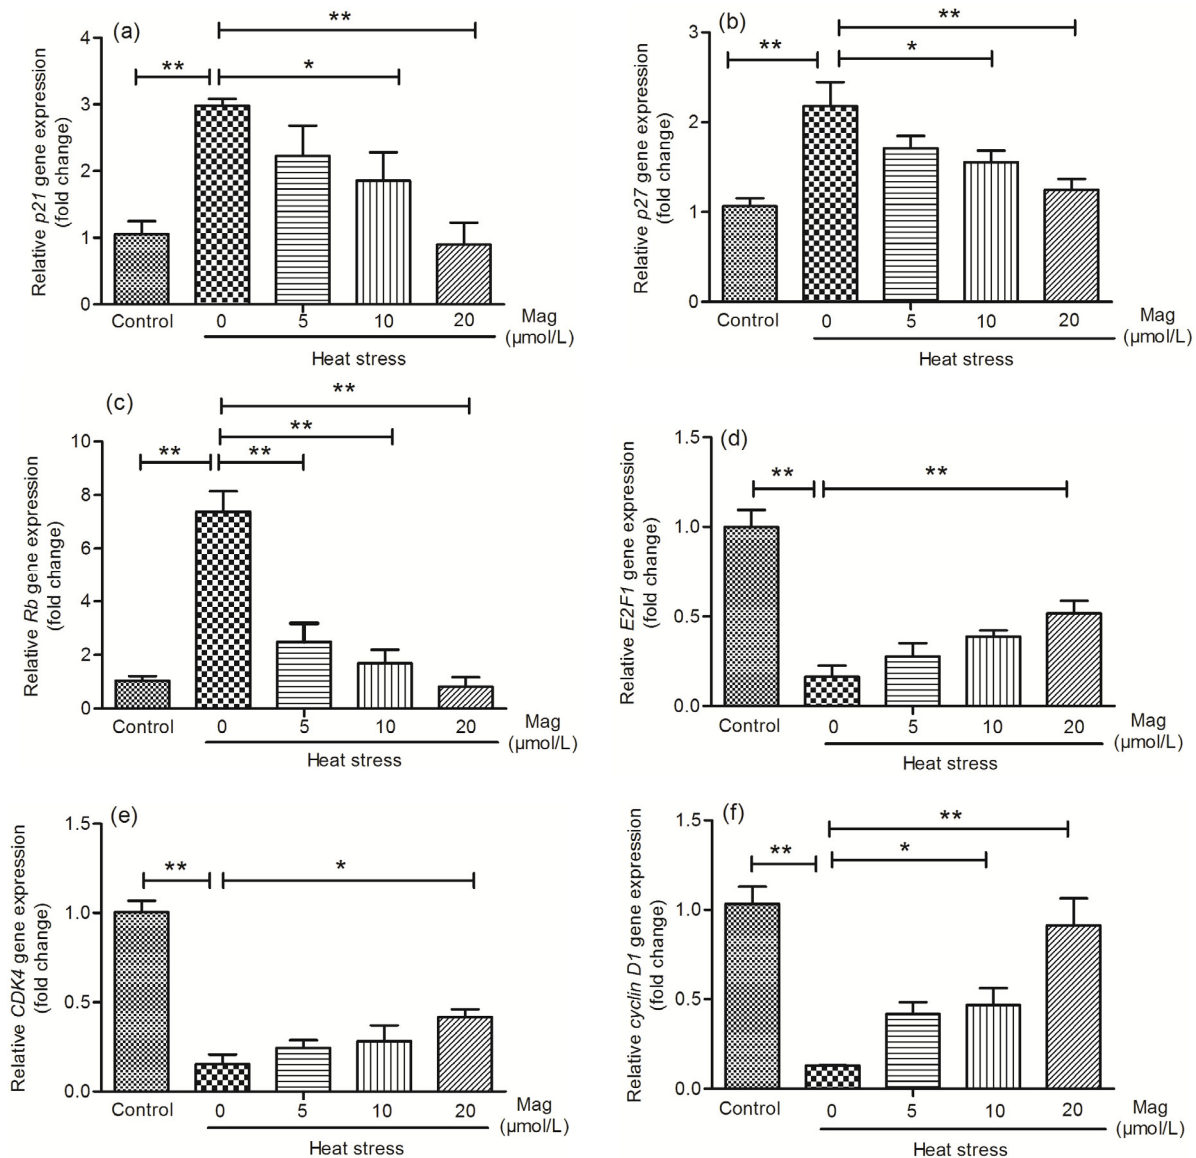 (a)
**
**
*
Relative p21 gene expression
(fold change)
4
3
2
1
0
Control
0
5
10
20
Mag
(µmol/L)
Heat stress
(b)
**
**
*
Relative p27 gene expression
(fold change)
3
2
1
0
Control
0
5
10
20
Mag
(µmol/L)
Heat stress
(c)
**
**
**
**
Relative Rb gene expression
(fold change)
10
8
6
4
2
0
Control
0
5
10
20
Mag
(µmol/L)
Heat stress
(d)
**
**
Relative E2F1 gene expression
(fold change)
1.5
1.0
0.5
0.0
Control
0
5
10
20
Mag
(µmol/L)
Heat stress
(e)
**
*
Relative CDK4 gene expression
(fold change)
1.5
1.0
0.5
0.0
Control
0
5
10
20
Mag
(µmol/L)
Heat stress
(f)
**
**
*
Relative cyclin D1 gene expression
(fold change)
1.5
1.0
0.5
0.0
Control
0
5
10
20
Mag
(µmol/L)
Heat stress